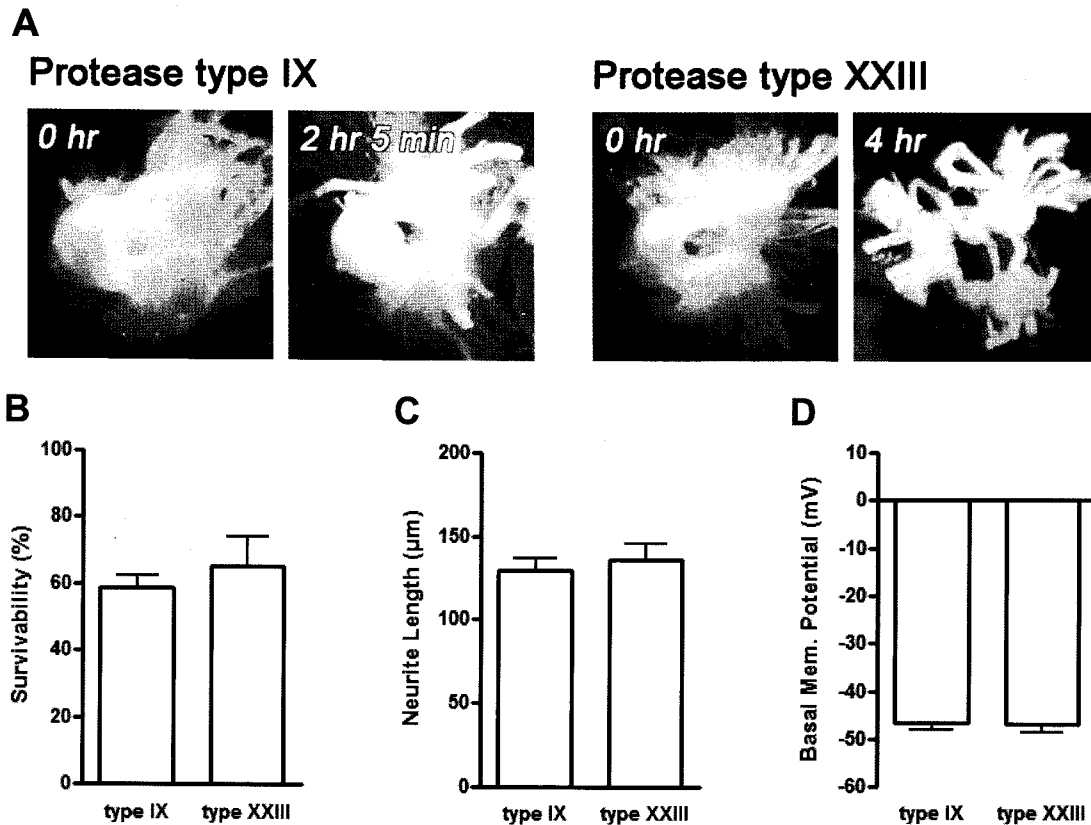 A
Protease type IX
Protease type XXIII
0 hr
2 hr 5 min
0 hr
4 hr
B
Survivability (%)
100
80
60
40
20
0
type IX type XXIII
C
Neurite Length (µm)
200
150
100
50
0
type IX type XXIII
D
Basal Mem. Potential (mV)
10
0
-10
-20
-30
-40
-50
-60
type IX type XXIII